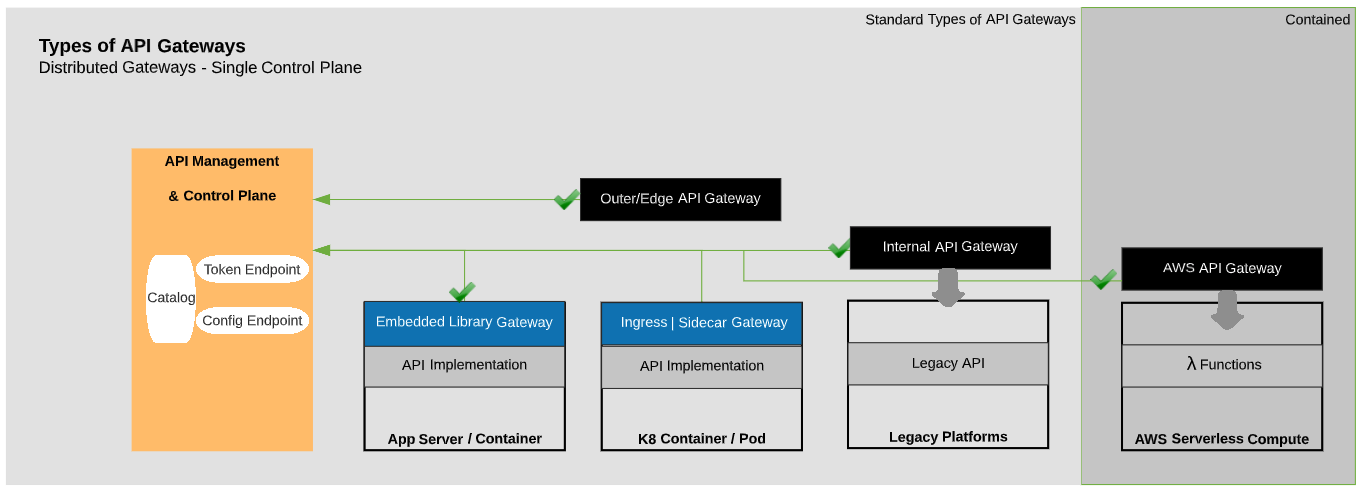 Standard Types of API Gateways
Contained
Types of API Gateways
Distributed Gateways - Single Control Plane
API Management
& Control Plane
Outer/Edge API Gateway
Internal API Gateway
AWS API Gateway
Token Endpoint
Catalog
Config Endpoint
Embedded Library Gateway
Ingress | Sidecar Gateway
API Implementation
API Implementation
Legacy API
λ Functions
App Server / Container
K8 Container / Pod
Legacy Platforms
AWS Serverless Compute